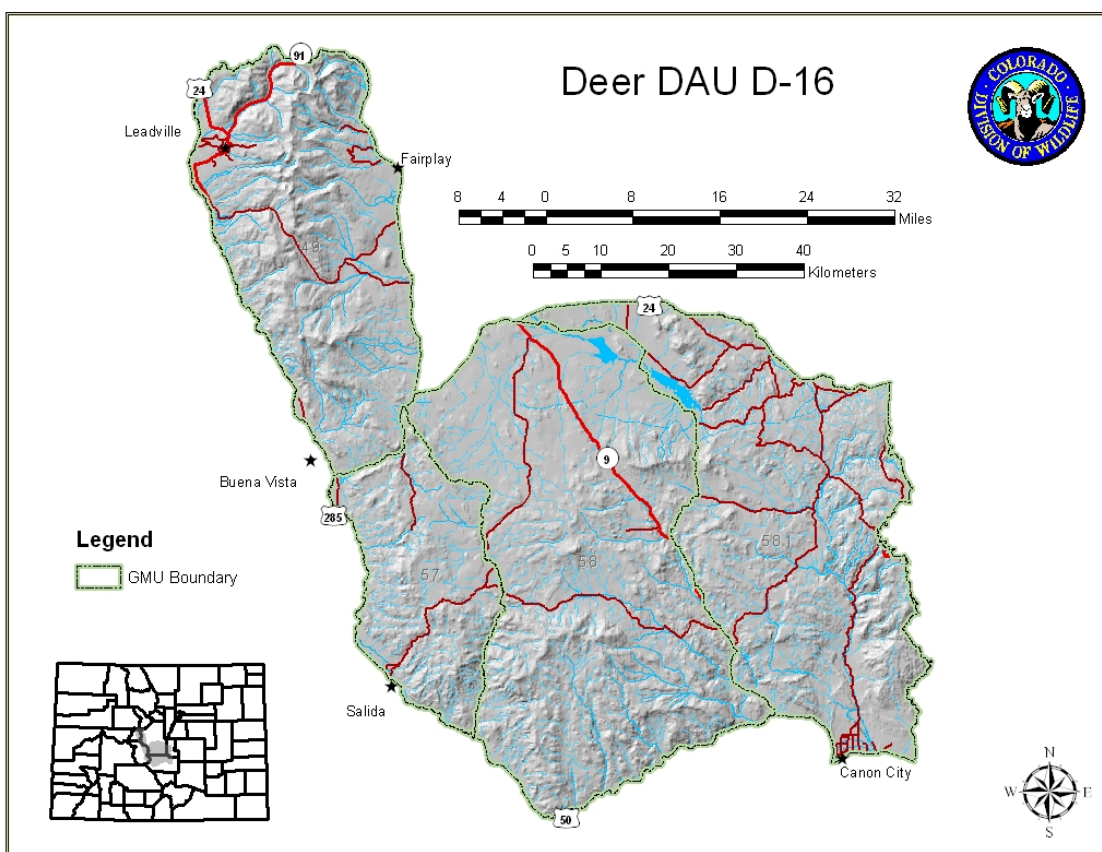 Deer DAU D-16
COLORADO
DIVISION OF WILDLIFE
91
24
Leadville
Fairplay
8 4 0 8 16 24 32
Miles
0 5 10 20 30 40
Kilometers
49
24
9
Buena Vista
285
Legend
GMU Boundary
57
58
581
Salida
Canon City
50
N
W E
S